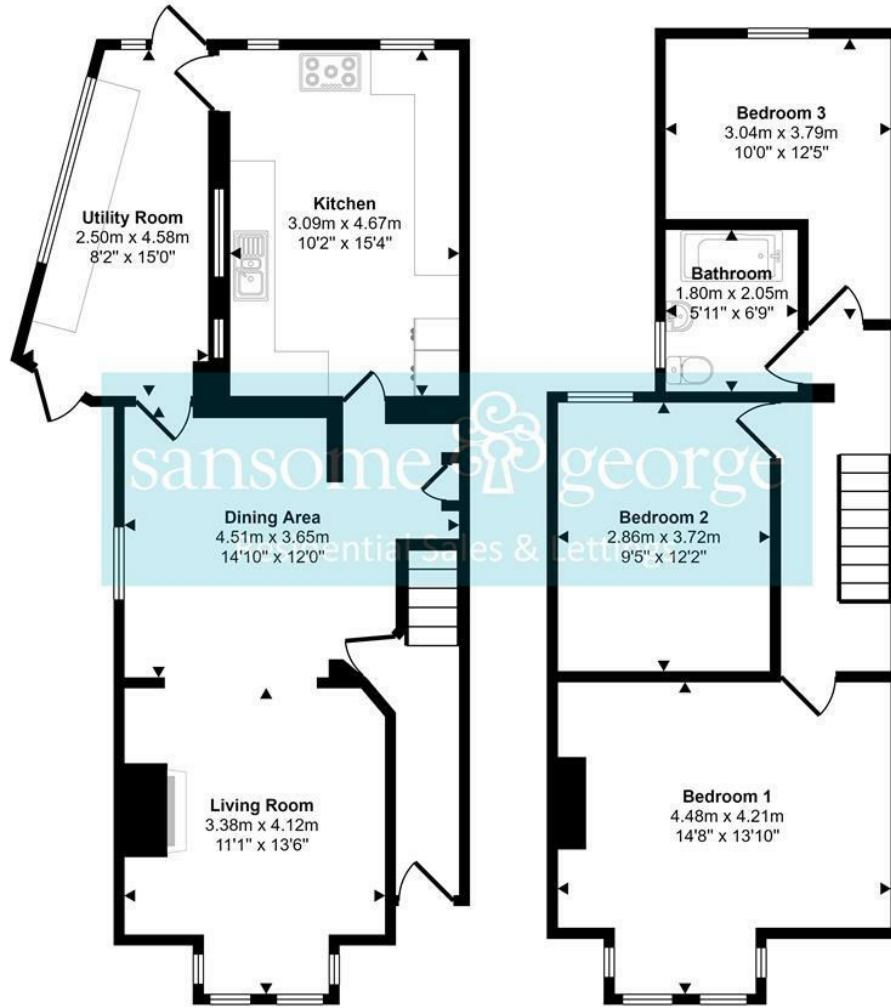 Utility Room
2.50m x 4.58m
8'2" x 15'0"
Kitchen
3.09m x 4.67m
10'2" x 15'4"
Dining Area
4.51m x 3.65m
14'10" x 12'0"
Living Room
3.38m x 4.12m
11'1" x 13'6"
Bedroom 3
3.04m x 3.79m
10'0" x 12'5"
Bathroom
1.80m x 2.05m
5'11" x 6'9"
Bedroom 2
2.86m x 3.72m
9'5" x 12'2"
Bedroom 1
4.48m x 4.21m
14'8" x 13'10"
sansome george
Residential Sales & Lettings